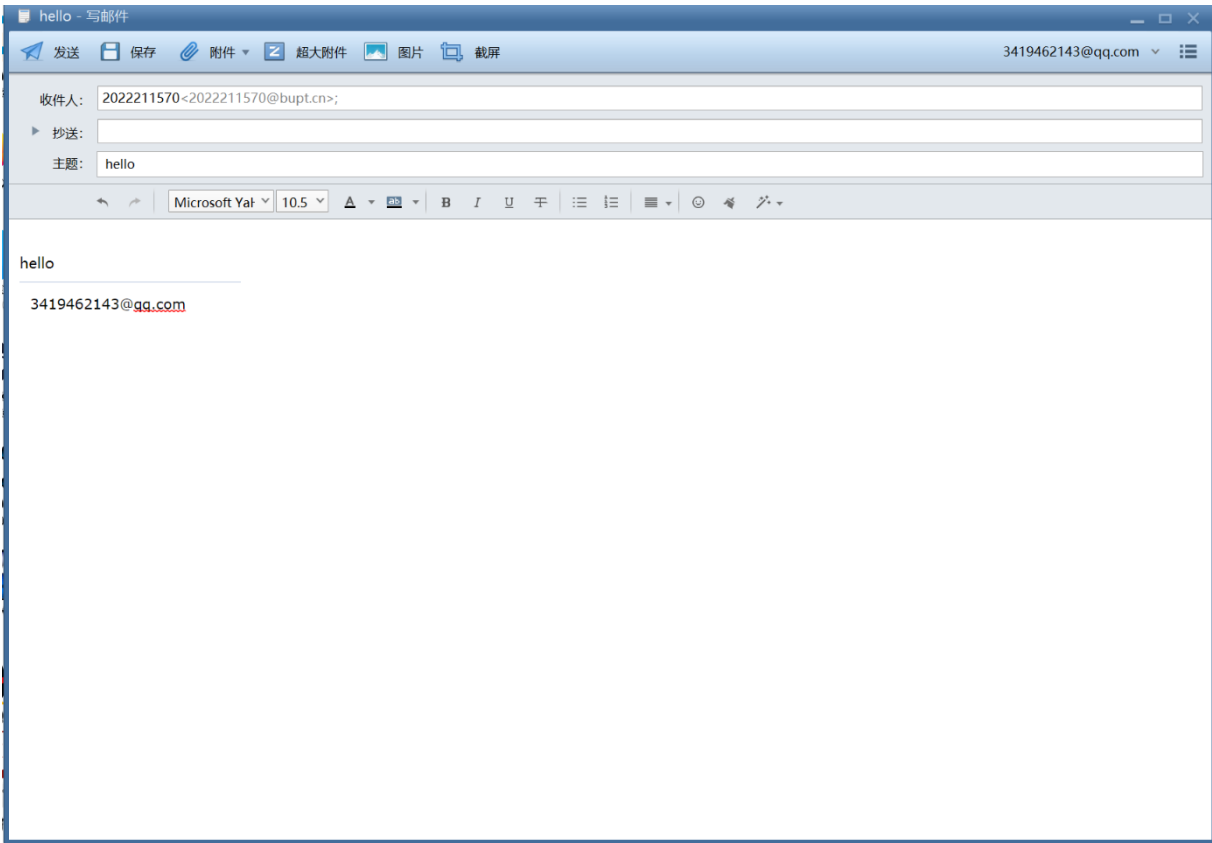 hello - 写邮件
发送 保存 附件 超大附件 图片 截屏 3419462143@qq.com
收件人: 2022211570<2022211570@bupt.cn>;
抄送:
主题: hello
Microsoft YaH 10.5 A ab B I U
hello
3419462143@qq.com